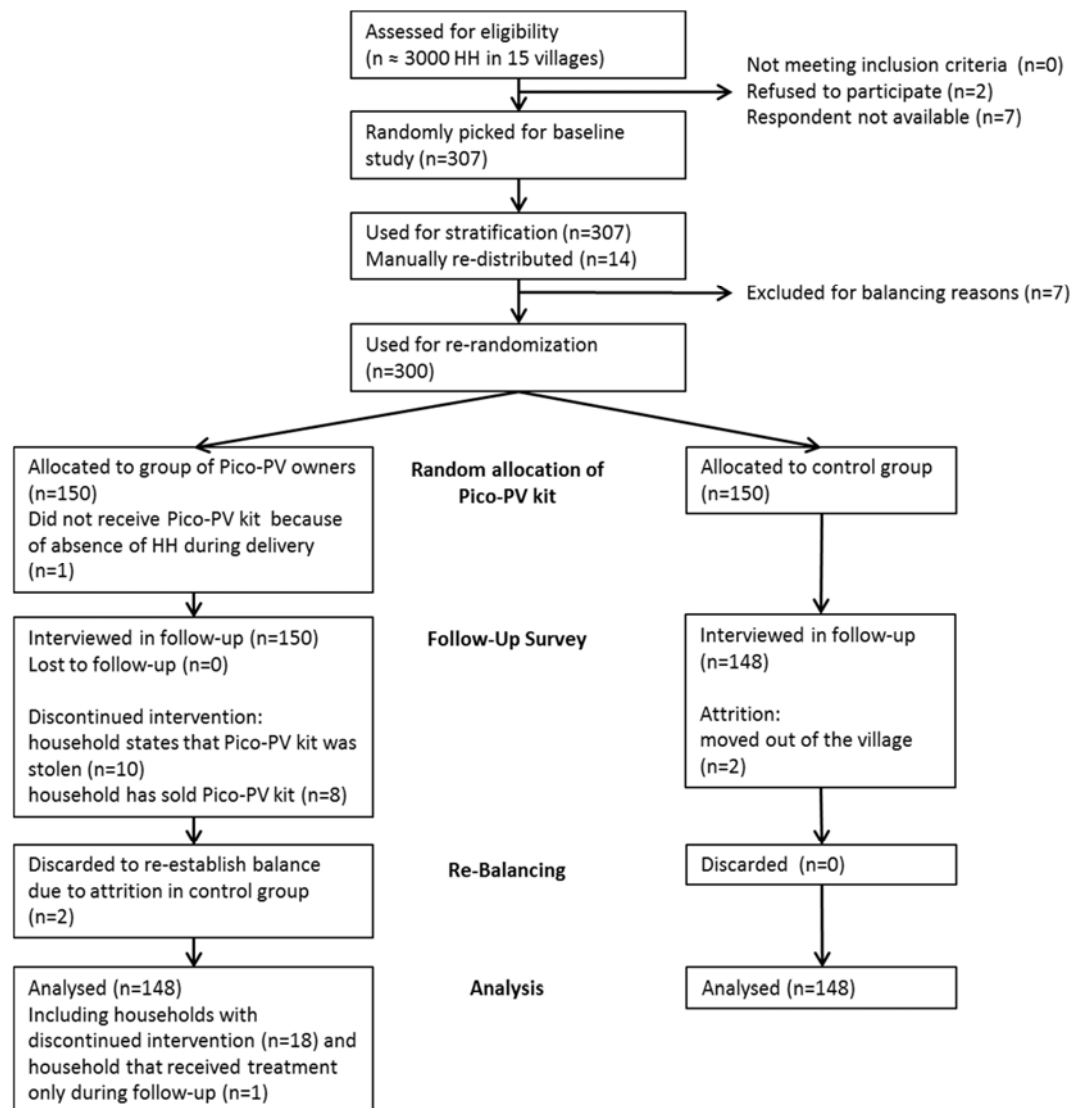 Assessed for eligibility
(n ≈ 3000 HH in 15 villages)
Not meeting inclusion criteria (n=0)
Refused to participate (n=2)
Respondent not available (n=7)
Randomly picked for baseline
study (n=307)
Used for stratification (n=307)
Manually re-distributed (n=14)
Excluded for balancing reasons (n=7)
Used for re-randomization
(n=300)
Allocated to group of Pico-PV owners
(n=150)
Did not receive Pico-PV kit because
of absence of HH during delivery
(n=1)
Random allocation of
Pico-PV kit
Allocated to control group
(n=150)
Interviewed in follow-up (n=150)
Lost to follow-up (n=0)
Discontinued intervention:
household states that Pico-PV kit was
stolen (n=10)
household has sold Pico-PV kit (n=8)
Follow-Up Survey
Interviewed in follow-up
(n=148)
Attrition:
moved out of the village
(n=2)
Discarded to re-establish balance
due to attrition in control group
(n=2)
Re-Balancing
Discarded (n=0)
Analysed (n=148)
Including households with
discontinued intervention (n=18) and
household that received treatment
only during follow-up (n=1)
Analysis
Analysed (n=148)